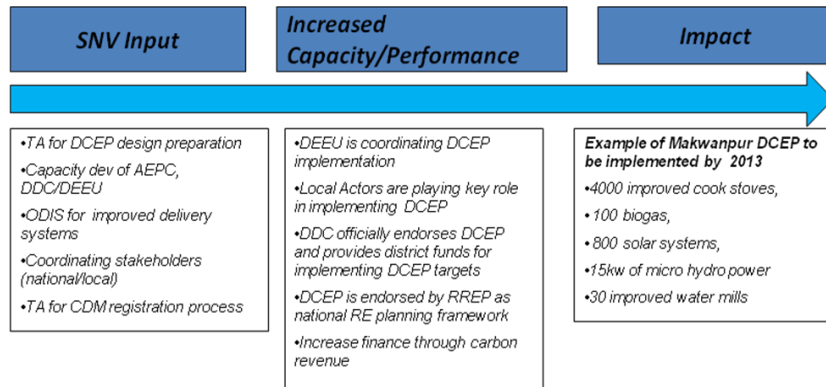 SNV Input
Increased
Capacity/Performance
Impact
•TA for DCEP design preparation
•Capacity dev of AEPC,
DDC/DEEU
•ODIS for improved delivery
systems
•Coordinating stakeholders
(national/local)
•TA for CDM registration process
•DEEU is coordinating DCEP
implementation
•Local Actors are playing key role
in implementing DCEP
•DDC officially endorses DCEP
and provides district funds for
implementing DCEP targets
•DCEP is endorsed by RREP as
national RE planning framework
•Increase finance through carbon
revenue
Example of Makwanpur DCEP to
be implemented by 2013
•4000 improved cook stoves,
•100 biogas,
•800 solar systems,
•15kw of micro hydro power
•30 improved water mills